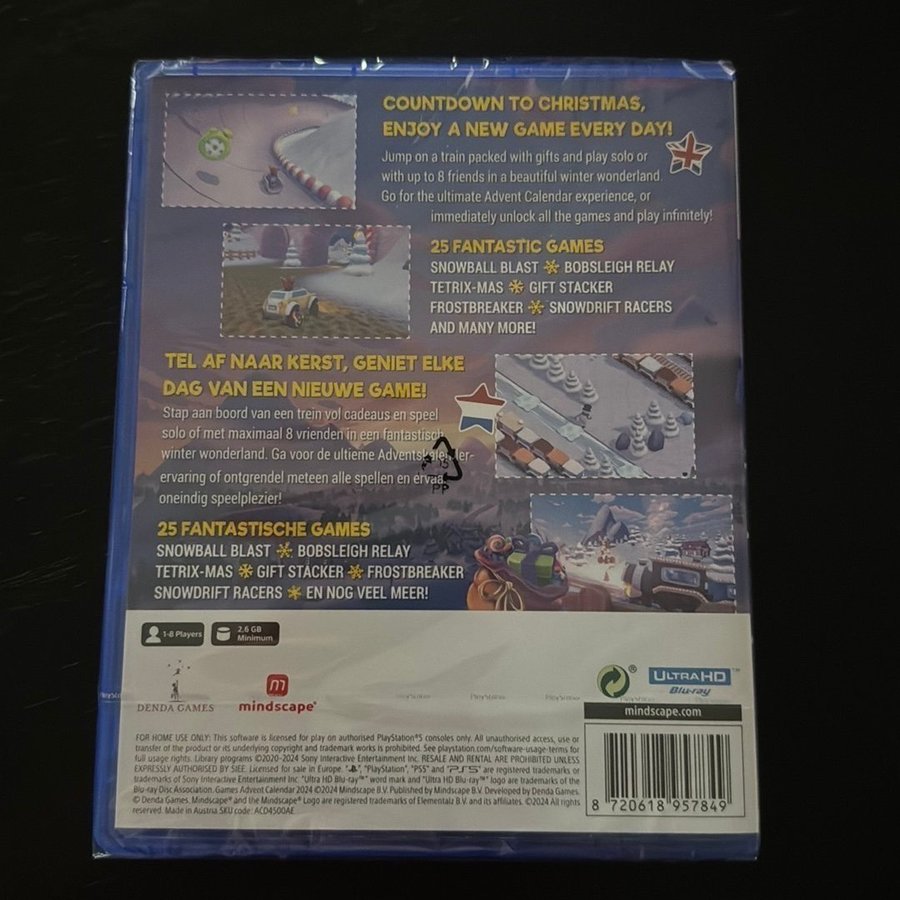 COUNTDOWN TO CHRISTMAS,
ENJOY A NEW GAME EVERY DAY!
Jump on a train packed with gifts and play solo or
with up to 8 friends in a beautiful winter wonderland.
Go for the ultimate Advent Calendar experience, or
immediately unlock all the games and play infinitely!
25 FANTASTIC GAMES
SNOWBALL BLAST BOBSLEIGH RELAY
TETRIX-MAS GIFT STACKER
FROSTBREAKER SNOWDRIFT RACERS
AND MANY MORE!
TEL AF NAAR KERST, GENIET ELKE
DAG VAN EEN NIEUWE GAME!
Stap aan boord van een trein vol cadeaus en speel
solo of met maximaal 8 vrienden in een fantastisch
winter wonderland. Ga voor de ultieme Adventskalender-
ervaring of ontgrendel meteen alle spellen en ervaar
oneindig speelplezier!
PP
25 FANTASTISCHE GAMES
SNOWBALL BLAST BOBSLEIGH RELAY
TETRIX-MAS GIFT STACKER FROSTBREAKER
SNOWDRIFT RACERS EN NOG VEEL MEER!
1-8 Players
2.6 GB
Minimum
DENDA GAMES
m
mindscape®
®
ULTRA HD™
Blu-ray
mindscape.com
FOR HOME USE ONLY: This software is licensed for play on authorised PlayStation®5 consoles only. All unauthorised access, use or
transfer of the product or its underlying copyright and trademark works is prohibited. See playstation.com/software-usage-terms for
full usage rights. Library programs ©2020-2024 Sony Interactive Entertainment Inc. RESALE AND RENTAL ARE PROHIBITED UNLESS
EXPRESSLY AUTHORISED BY SIEE. Licensed for sale in Europe. "PS", "PlayStation", "PS5" and "PS5" are registered trademarks or
trademarks of Sony Interactive Entertainment Inc. "Ultra HD Blu-ray™" word mark and "Ultra HD Blu-ray™" logo are trademark of the
Blu-ray Disc Association. Games Advent Calendar 2024 ©2024 Mindscape B.V. Published by Mindscape B.V. Developed by Denda Games.
© Denda Games. Mindscape® and the Mindscape® Logo are registered trademarks of Elementalz B.V. and its affiliates. ©2024 All rights
reserved. Made in Austria SKU code: ACD4500AE
8 720618 957849